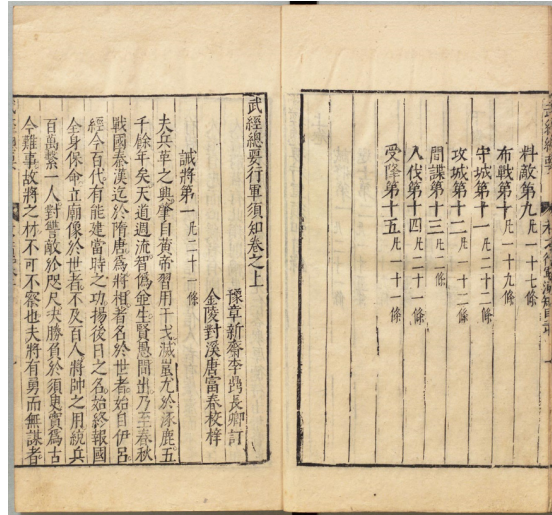 料敵第九 凡一十七條
布戰第十 凡一十九條
守城第十一 凡二十二條
攻城第十二 凡一十二條
間諜第十三 凡二條
入伐第十四 凡二十一條
受降第十五 凡一十一條
武經總要行軍須知卷之上
豫章新齋李鼎長卿訂
金陵對溪唐富春校梓
誡將第一 凡二十一條
夫兵革之興肇自黃帝習用干戈滅蚩尤於涿鹿五
千餘年矣天道週流智僞僉生賢愚間出乃至春秋
戰國秦漢迄於隋唐爲將相者名於世者始自伊呂
經今百代有能建當時之功揚後日之名始終報國
全身保命立廟像於世者不及百人將帥之用統兵
百萬繫一人對讐敵於咫尺決勝負於須臾實爲古
今難事故將之材不可不察也夫將有勇而無謀者